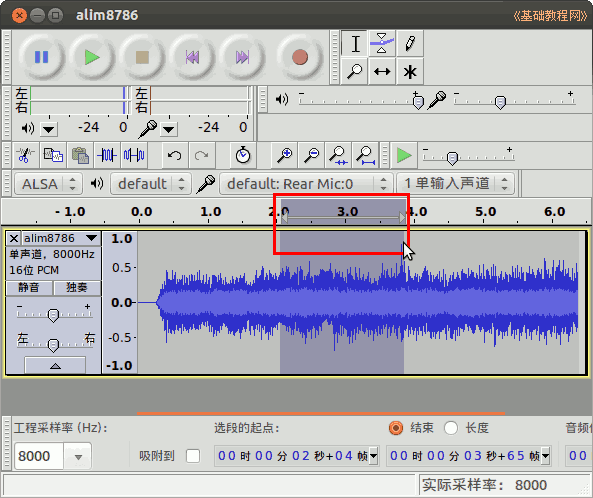 alim8786
《基础教程网》
左
右
-24 0
左
右
-24 0
ALSA default default: Rear Mic:0 1 单输入声道
- 1.0 0.0 1.0 2.0 3.0 4.0 5.0 6.0
alim8786
单声道，8000Hz
16位 PCM
静音 独奏
- +
左 右
1.0
0.5
0.0
-0.5
-1.0
工程采样率 (Hz):
8000
选段的起点：
吸附到
00 时 00 分 02 秒+04 帧
结束 长度
00 时 00 分 03 秒+65 帧
音频
00
实际采样率： 8000